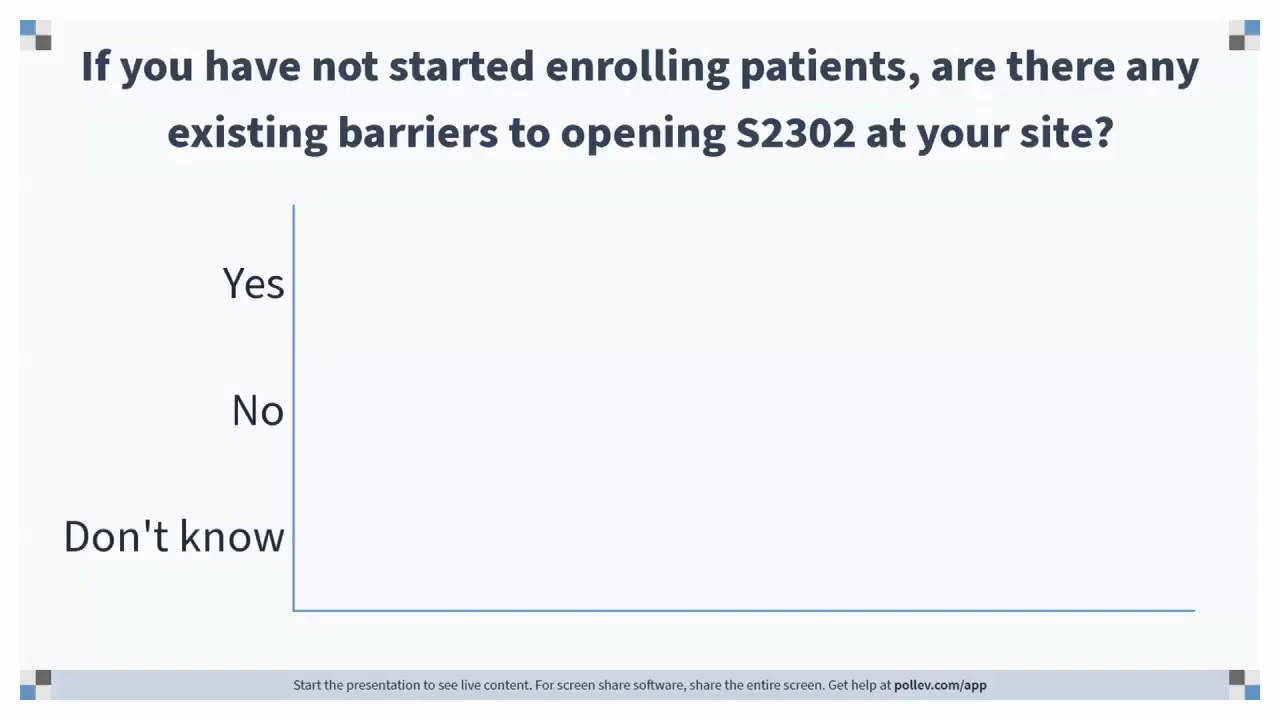 If you have not started enrolling patients, are there any
existing barriers to opening S2302 at your site?
Yes
No
Don't know
Start the presentation to see live content. For screen share software, share the entire screen. Get help at pollev.com/app